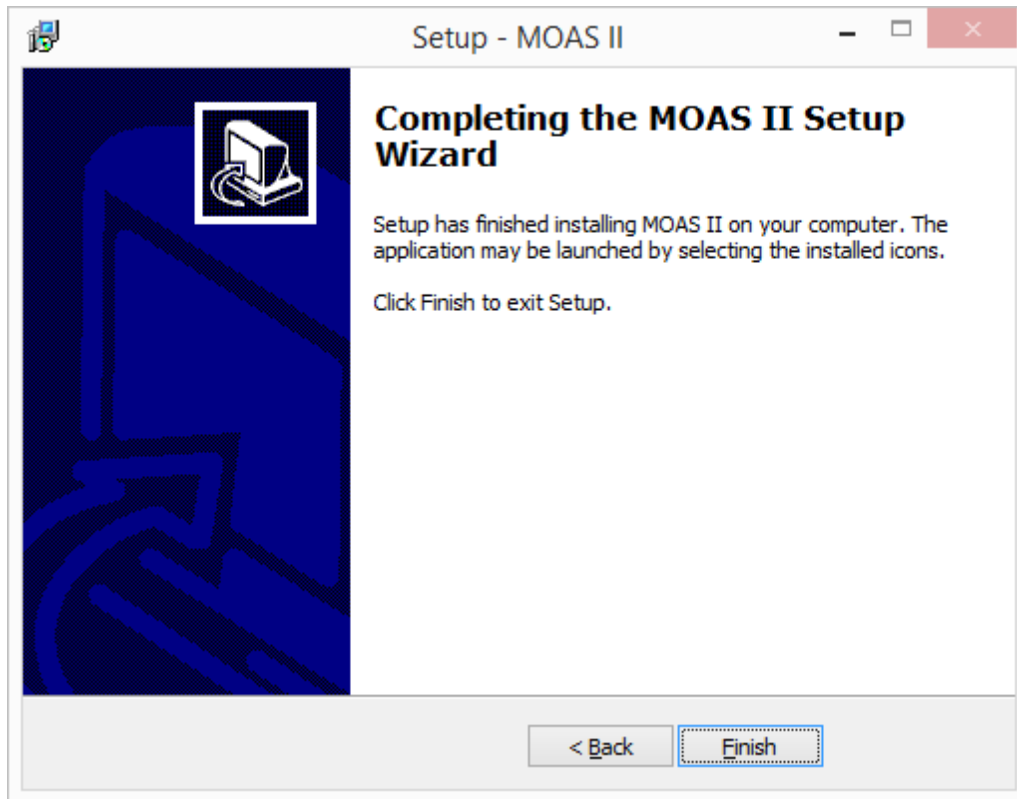 Setup - MOAS II
Completing the MOAS II Setup
Wizard
Setup has finished installing MOAS II on your computer. The
application may be launched by selecting the installed icons.
Click Finish to exit Setup.
< Back
Finish